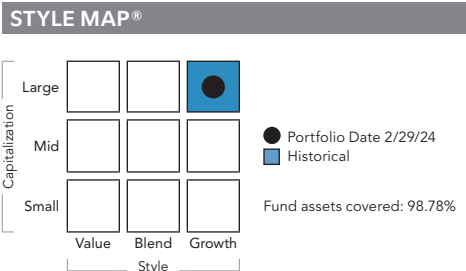 STYLE MAP®
Large
Mid
Small
Capitalization
Value Blend Growth
Style
Portfolio Date 2/29/24
Historical
Fund assets covered: 98.78%